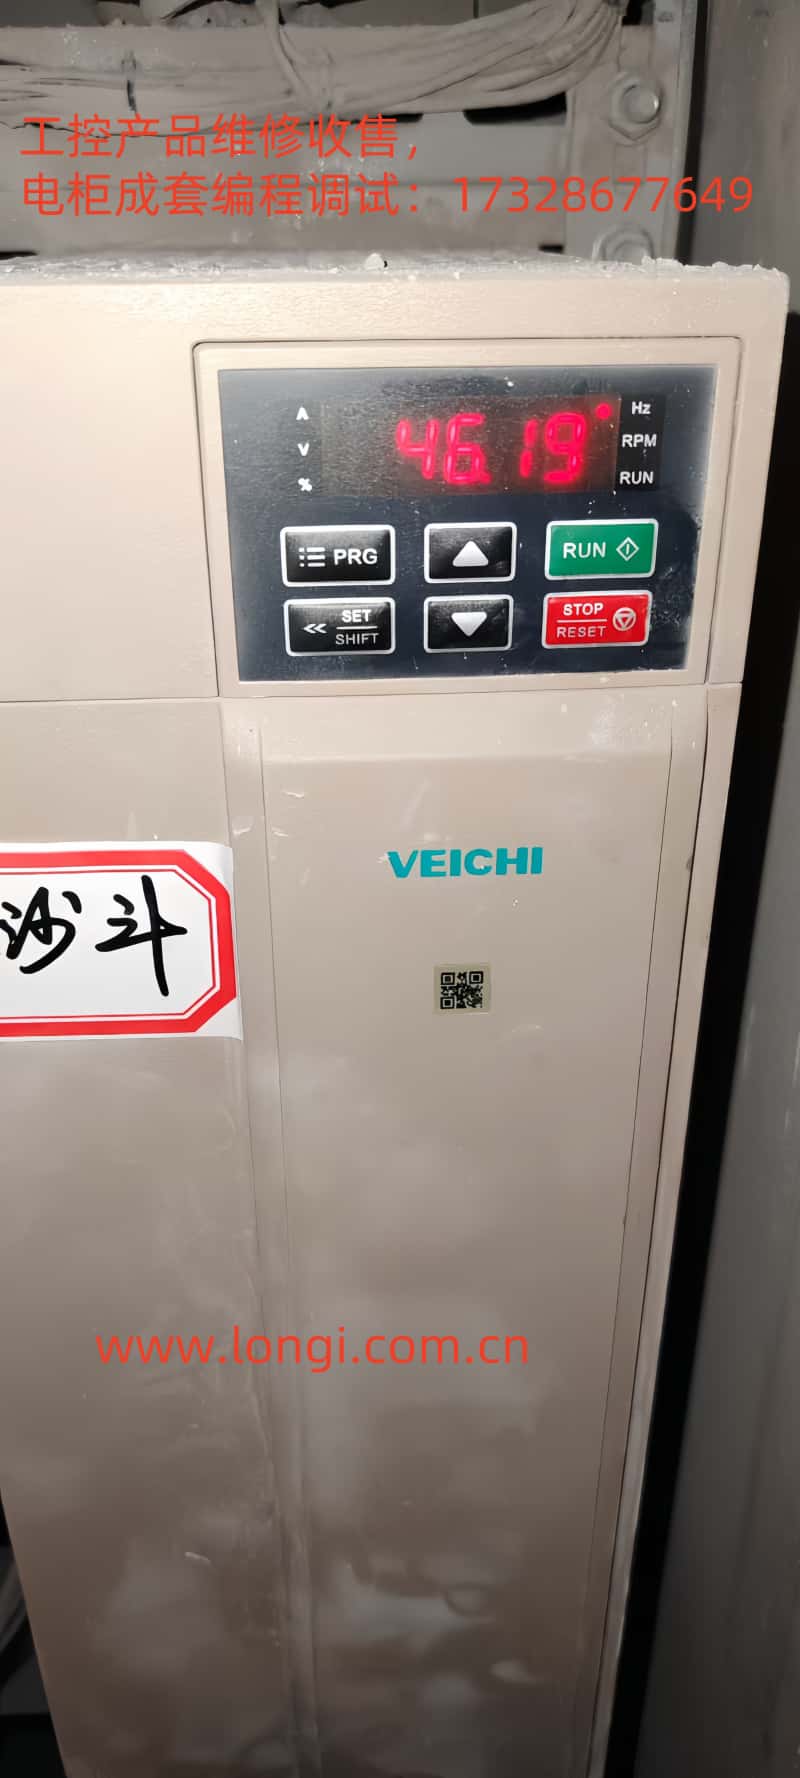 工控产品维修收售，
电柜成套编程调试：17328677649
A
V
%
46.19
Hz
RPM
RUN
PRG
RUN
SET
SHIFT
STOP
RESET
VEICHI
沙斗
www.longi.com.cn